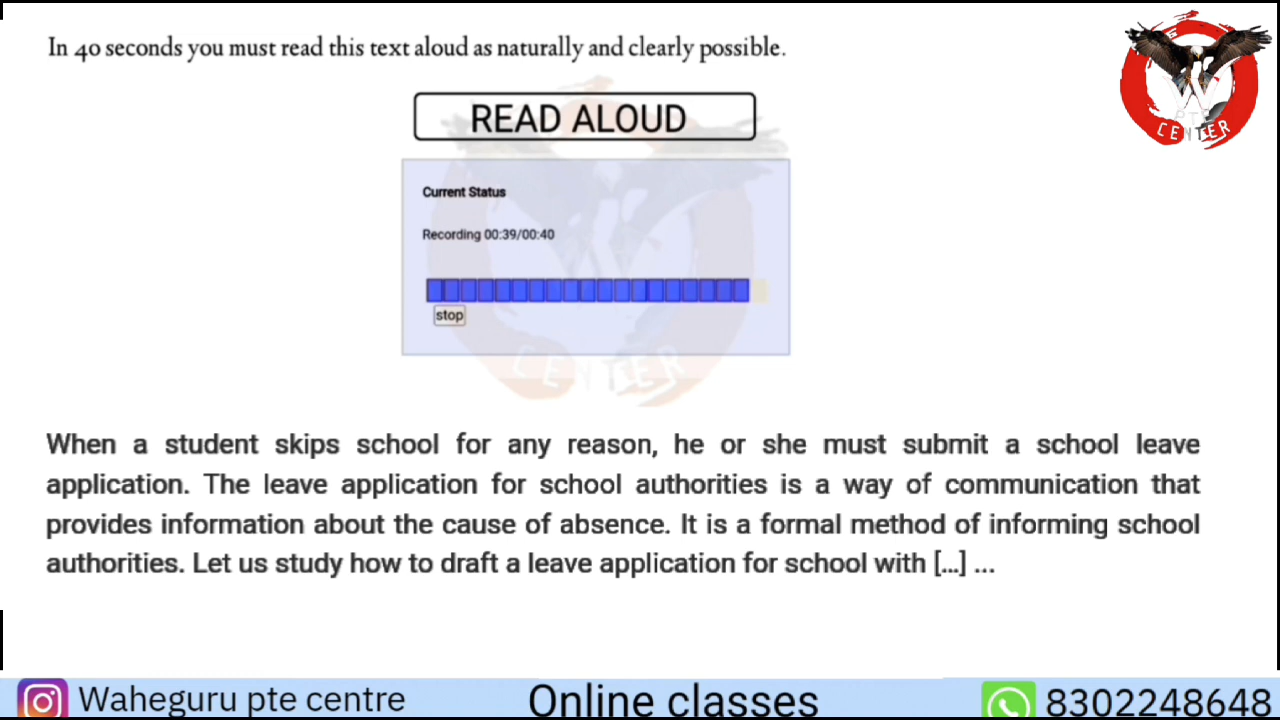 In 40 seconds you must read this text aloud as naturally and clearly possible.
READ ALOUD
Current Status
Recording 00:39/00:40
stop
W
PTE
CENTER
CENTER
When a student skips school for any reason, he or she must submit a school leave
application. The leave application for school authorities is a way of communication that
provides information about the cause of absence. It is a formal method of informing school
authorities. Let us study how to draft a leave application for school with [...] ...
Waheguru pte centre
Online classes
8302248648